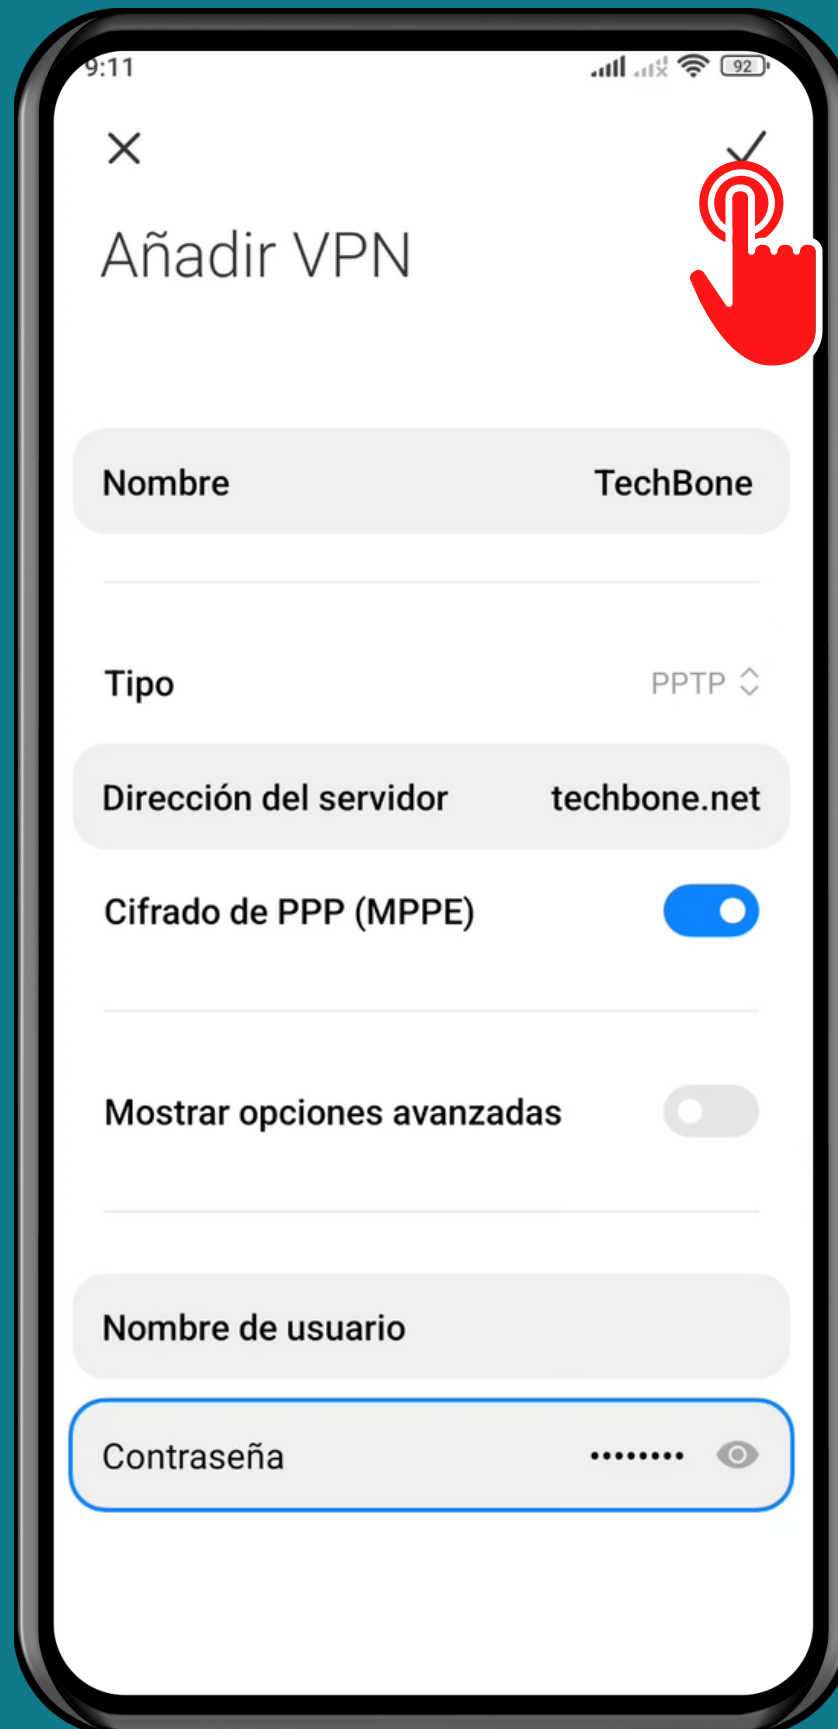 9:11
92
Añadir VPN
Nombre TechBone
Tipo PPTP
Dirección del servidor techbone.net
Cifrado de PPP (MPPE)
Mostrar opciones avanzadas
Nombre de usuario
Contraseña ••••••••